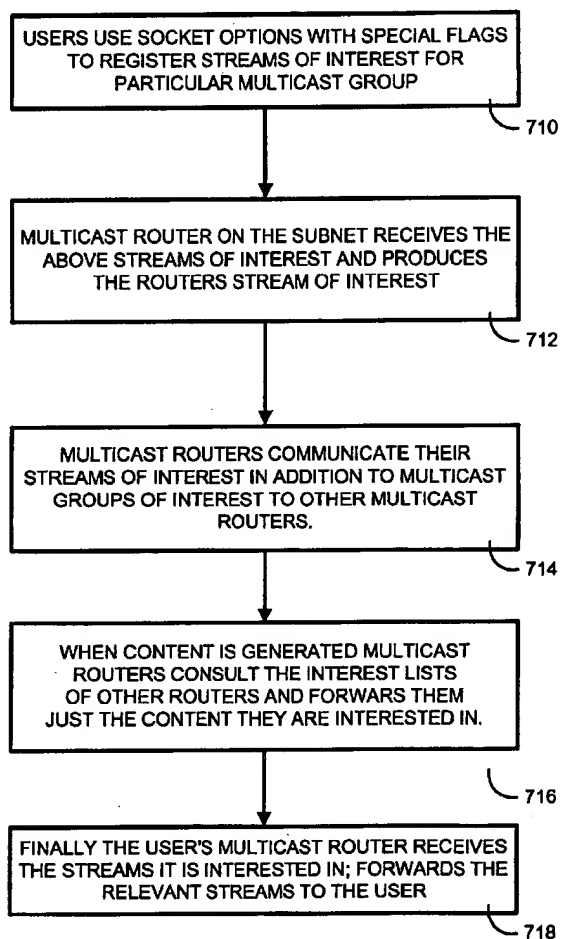 USERS USE SOCKET OPTIONS WITH SPECIAL FLAGS
TO REGISTER STREAMS OF INTEREST FOR
PARTICULAR MULTICAST GROUP
710
MULTICAST ROUTER ON THE SUBNET RECEIVES THE
ABOVE STREAMS OF INTEREST AND PRODUCES
THE ROUTERS STREAM OF INTEREST
712
MULTICAST ROUTERS COMMUNICATE THEIR
STREAMS OF INTEREST IN ADDITION TO MULTICAST
GROUPS OF INTEREST TO OTHER MULTICAST
ROUTERS.
714
WHEN CONTENT IS GENERATED MULTICAST
ROUTERS CONSULT THE INTEREST LISTS
OF OTHER ROUTERS AND FORWARS THEM
JUST THE CONTENT THEY ARE INTERESTED IN.
716
FINALLY THE USER'S MULTICAST ROUTER RECEIVES
THE STREAMS IT IS INTERESTED IN; FORWARDS THE
RELEVANT STREAMS TO THE USER
718